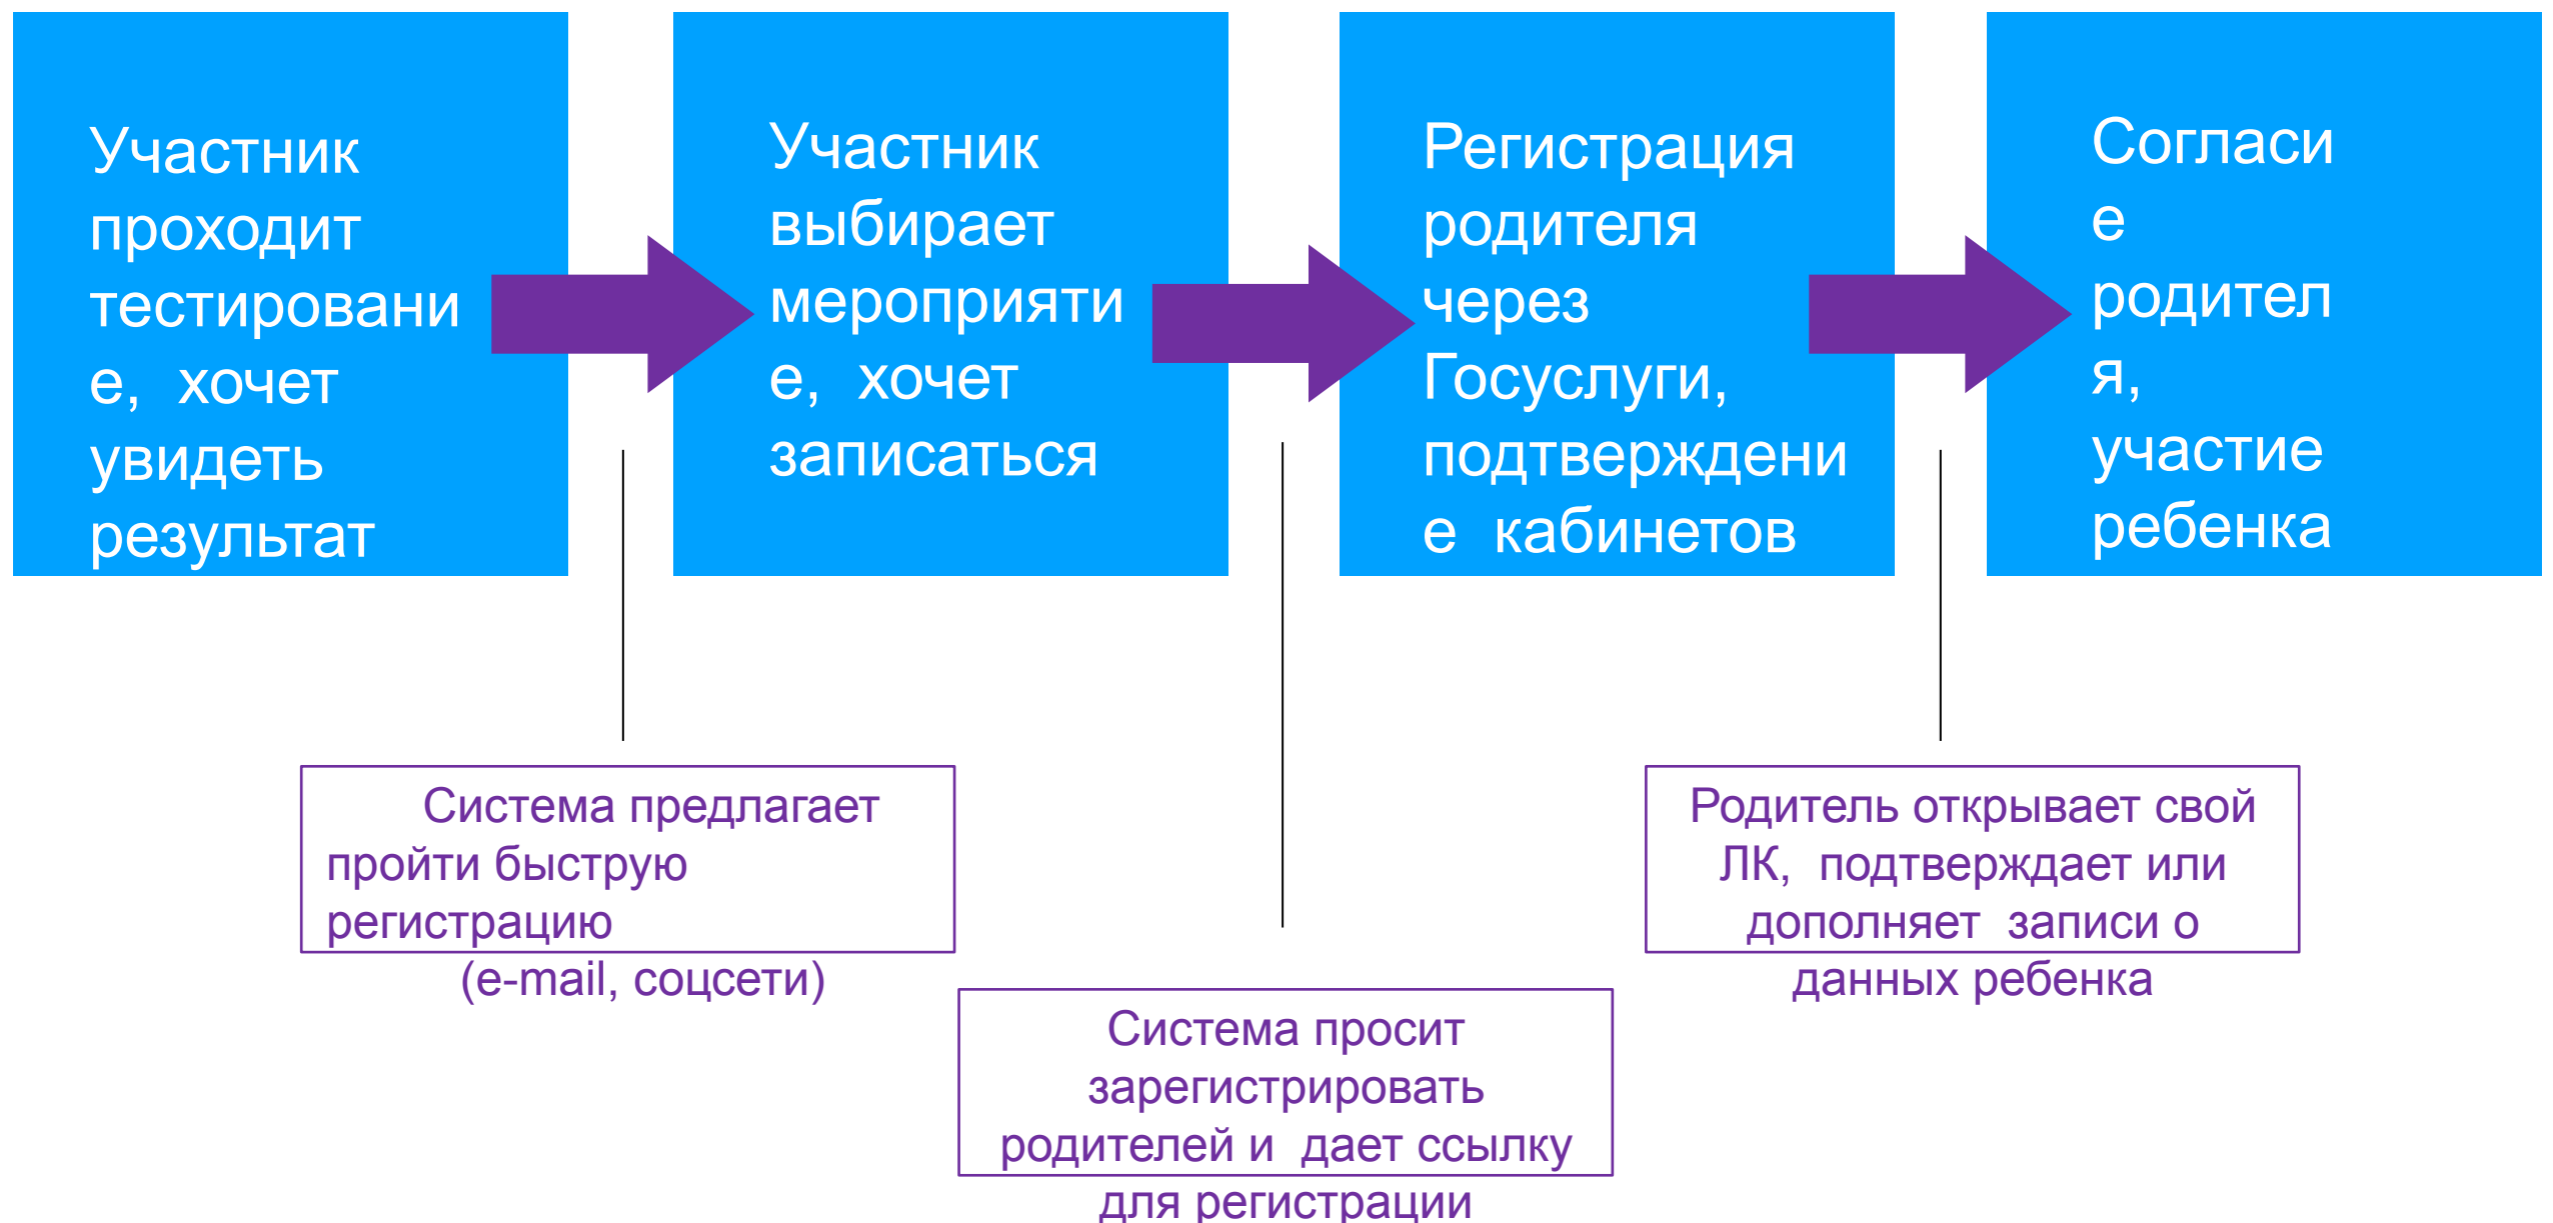 Участник
проходит
тестировани
е, хочет
увидеть
результат
Участник
выбирает
мероприяти
е, хочет
записаться
Регистрация
родителя
через
Госуслуги,
подтверждени
е кабинетов
Согласи
е
родител
я,
участие
ребенка
Система предлагает
пройти быструю
регистрацию
(e-mail, соцсети)
Система просит
зарегистрировать
родителей и дает ссылку
для регистрации
Родитель открывает свой
ЛК, подтверждает или
дополняет записи о
данных ребенка